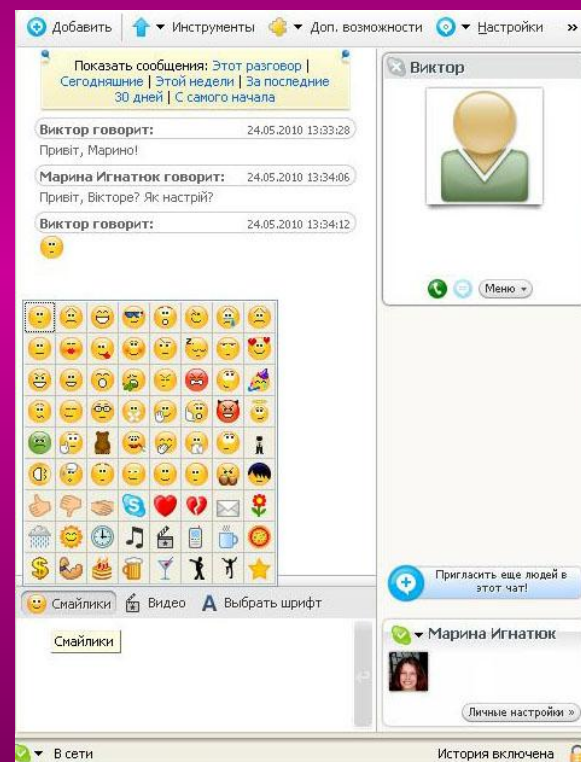 Добавить Инструменты Доп. возможности Настройки »
Показать сообщения: Этот разговор |
Сегодняшние | Этой недели | За последние
30 дней | С самого начала
Виктор говорит: 24.05.2010 13:33:28
Привіт, Марино!
Марина Игнатюк говорит: 24.05.2010 13:34:06
Привіт, Вікторе? Як настрій?
Виктор говорит: 24.05.2010 13:34:12
Виктор
Меню
Пригласить еще людей в
этот чат!
Смайлики Видео A Выбрать шрифт
Смайлики
Марина Игнатюк
Личные настройки »
В сети
История включена